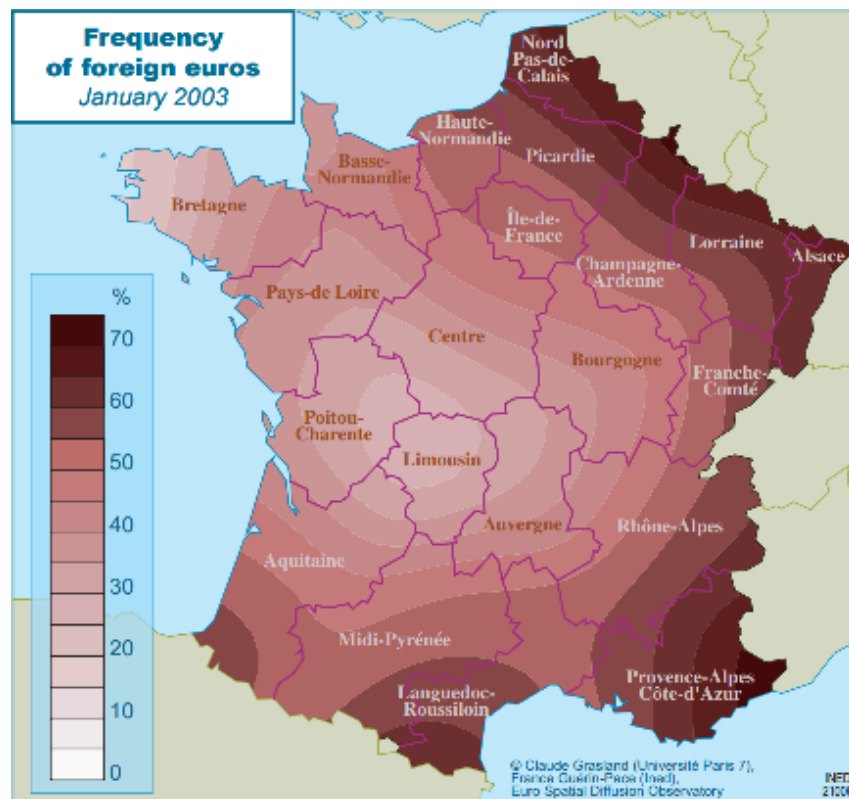 Frequency
of foreign euros
January 2003
Nord
Pas-de-
Calais
Haute-
Normandie
Picardie
Basse-
Normandie
Bretagne
Île-de-
France
Lorraine
Alsace
Champagne-
Ardenne
Pays-de Loire
Centre
Bourgogne
Franche-
Comté
Poitou-
Charente
Limousin
Auvergne
Rhône-Alpes
Aquitaine
Midi-Pyrénée
Languedoc-
Roussiloin
Provence-Alpes
Côte-d'Azur
%
70
60
50
40
30
20
10
0
© Claude Grasland (Université Paris 7),
France Guérin-Pace (Ined),
Euro Spatial Diffusion Observatory
INED